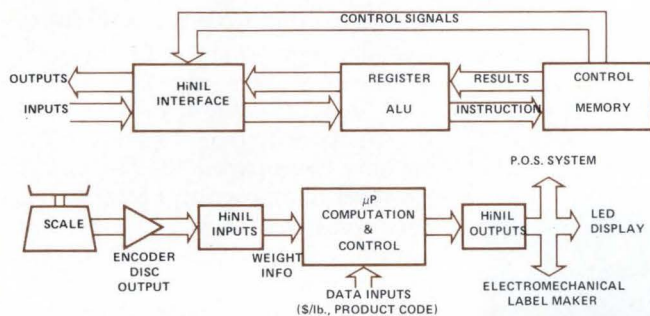 CONTROL SIGNALS
OUTPUTS
INPUTS
HiNIL
INTERFACE
REGISTER
ALU
RESULTS
INSTRUCTION
CONTROL
MEMORY
P.O.S. SYSTEM
SCALE
ENCODER
DISC
OUTPUT
HiNIL
INPUTS
WEIGHT
INFO
µP
COMPUTATION
&
CONTROL
DATA INPUTS
($/lb., PRODUCT CODE)
HiNIL
OUTPUTS
LED
DISPLAY
ELECTROMECHANICAL
LABEL MAKER